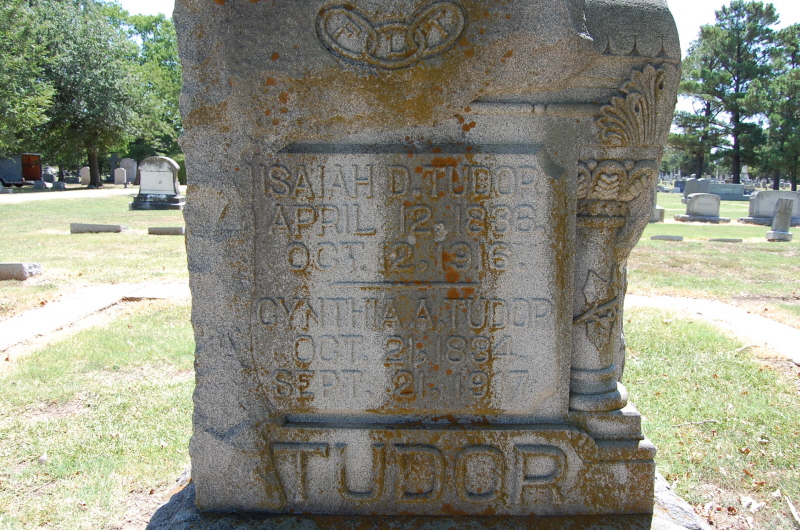 F L T
ISAIAH D. TUDOR
APRIL 12, 1836.
OCT. 12, 1916.
CYNTHIA A. TUDOR
OCT. 21, 1834.
SEPT. 21, 1917.
TUDOR